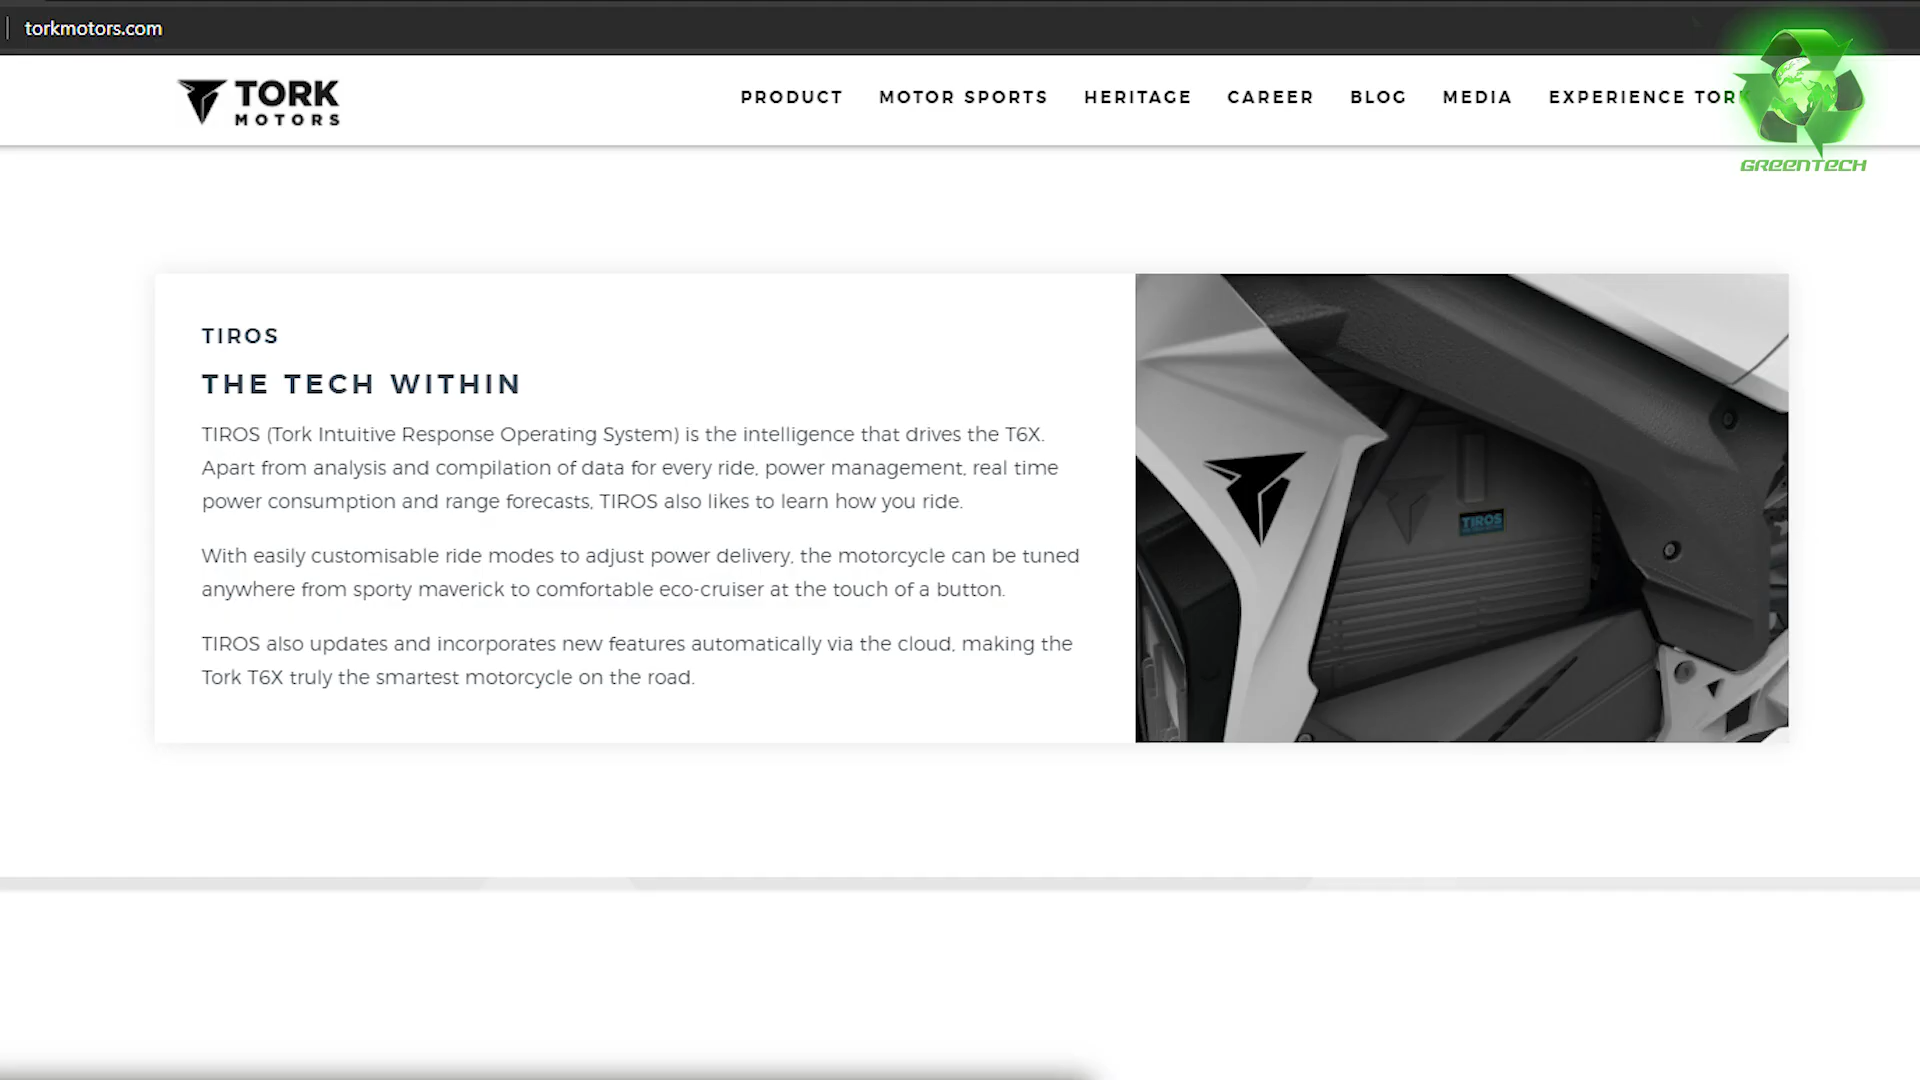 torkmotors.com
TORK
MOTORS
PRODUCT MOTOR SPORTS HERITAGE CAREER BLOG MEDIA EXPERIENCE TORK
GREENTECH
TIROS
THE TECH WITHIN
TIROS (Tork Intuitive Response Operating System) is the intelligence that drives the T6X.
Apart from analysis and compilation of data for every ride, power management, real time
power consumption and range forecasts, TIROS also likes to learn how you ride.
With easily customisable ride modes to adjust power delivery, the motorcycle can be tuned
anywhere from sporty maverick to comfortable eco-cruiser at the touch of a button.
TIROS also updates and incorporates new features automatically via the cloud, making the
Tork T6X truly the smartest motorcycle on the road.
TIROS